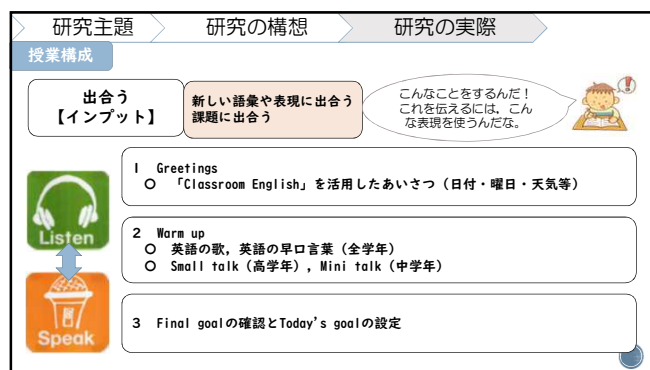 研究主題
研究の構想
研究の実際
授業構成
出合う
【インプット】
新しい語彙や表現に出合う
課題に出合う
こんなことをするんだ！
これを伝えるには，こん
な表現を使うんだな。
Listen
Speak
1 Greetings
○ 「Classroom English」を活用したあいさつ（日付・曜日・天気等）
2 Warm up
○ 英語の歌，英語の早口言葉（全学年）
○ Small talk（高学年），Mini talk（中学年）
3 Final goalの確認とToday's goalの設定